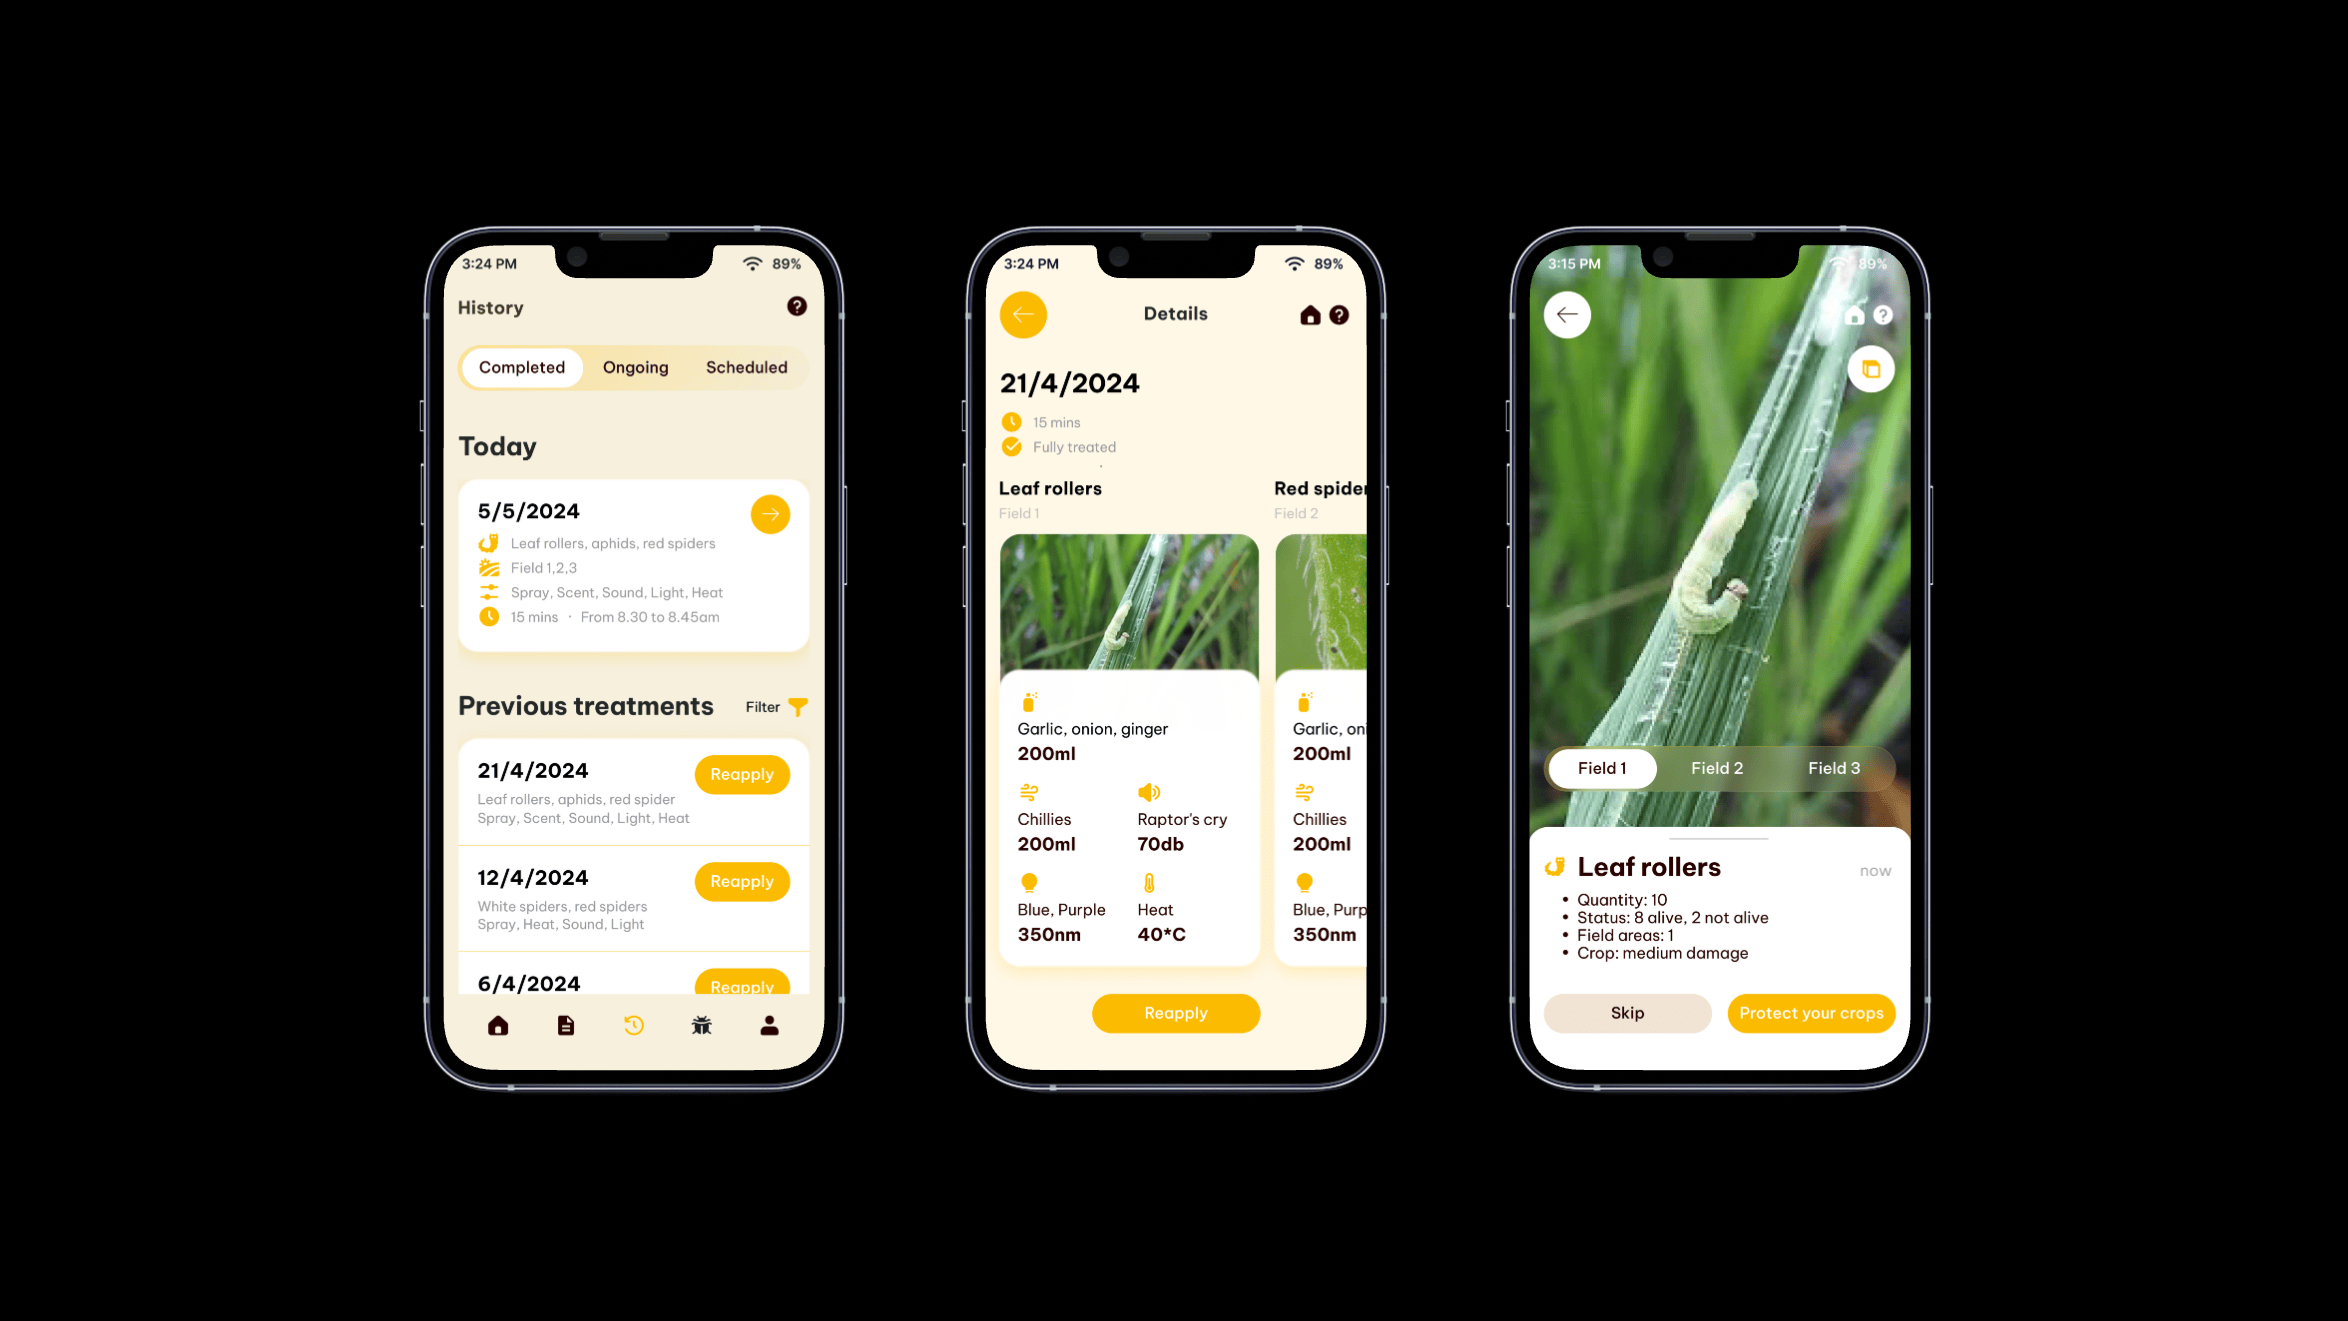 3:24 PM
89%
History
Completed
Ongoing
Scheduled
Today
5/5/2024
Leaf rollers, aphids, red spiders
Field 1,2,3
Spray, Scent, Sound, Light, Heat
15 mins · From 8.30 to 8.45am
Previous treatments
Filter
21/4/2024
Reapply
Leaf rollers, aphids, red spider
Spray, Scent, Sound, Light, Heat
12/4/2024
Reapply
White spiders, red spiders
Spray, Heat, Sound, Light
6/4/2024
Reapply
3:24 PM
89%
Details
21/4/2024
15 mins
Fully treated
Leaf rollers
Field 1
Garlic, onion, ginger
200ml
Chillies
200ml
Raptor's cry
70db
Blue, Purple
350nm
Heat
40*C
Red spider
Field 2
Garlic, oni
200ml
Chillies
200ml
Blue, Purp
350nm
Reapply
3:15 PM
89%
Field 1
Field 2
Field 3
Leaf rollers
now
• Quantity: 10
• Status: 8 alive, 2 not alive
• Field areas: 1
• Crop: medium damage
Skip
Protect your crops